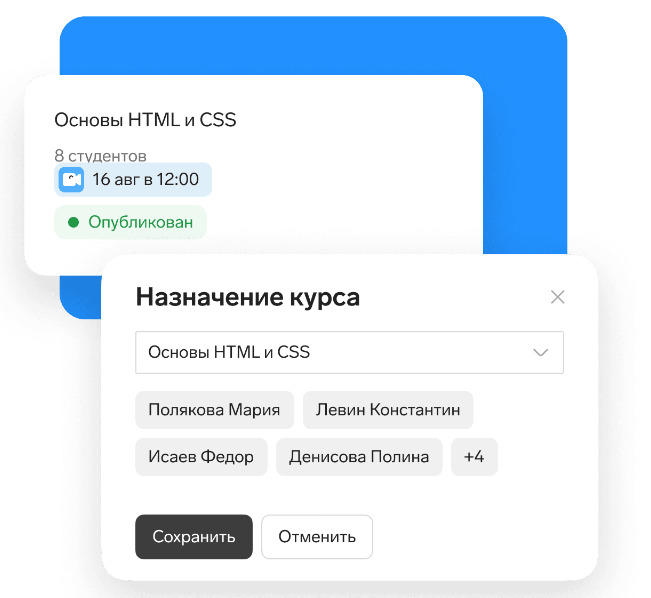 Основы HTML и CSS
8 студентов
16 авг в 12:00
Опубликован
Назначение курса
Основы HTML и CSS
Полякова Мария Левин Константин
Исаев Федор Денисова Полина +4
Сохранить Отменить